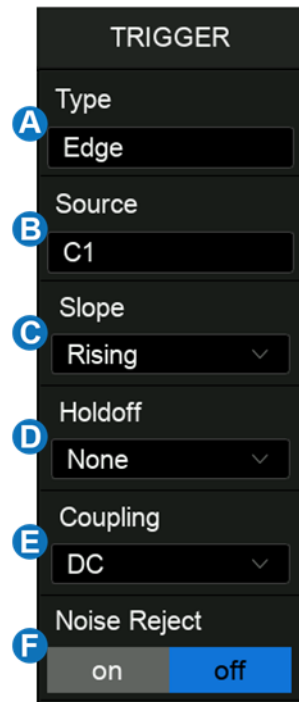 TRIGGER
Type
A
Edge
Source
B
C1
Slope
C
Rising
Holdoff
D
None
Coupling
E
DC
Noise Reject
F
on off